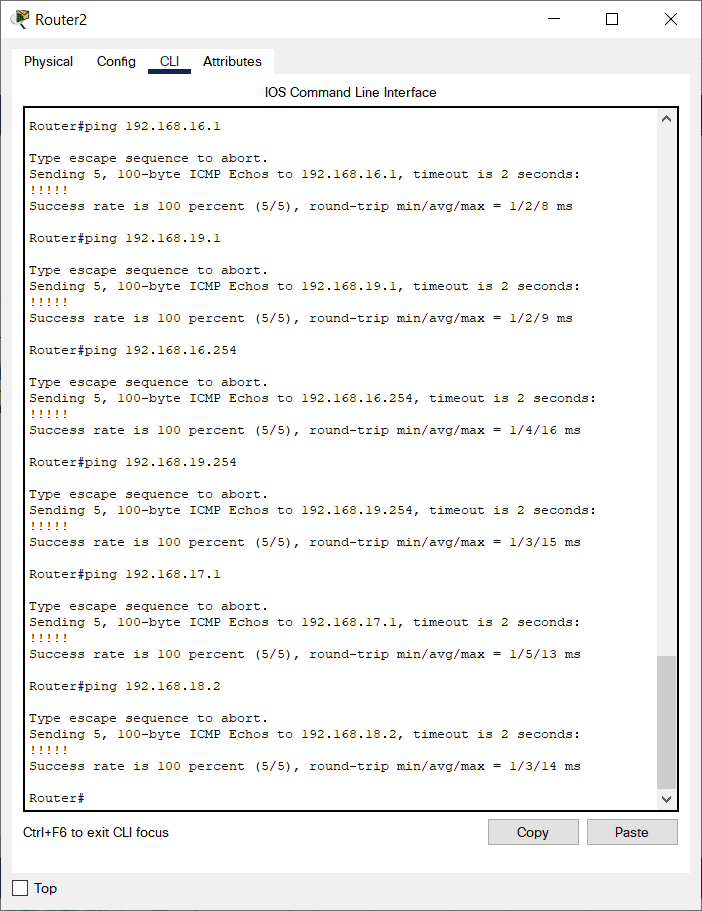 Router2
Physical Config CLI Attributes
IOS Command Line Interface
Router#ping 192.168.16.1
Type escape sequence to abort.
Sending 5, 100-byte ICMP Echos to 192.168.16.1, timeout is 2 seconds:
!!!!!
Success rate is 100 percent (5/5), round-trip min/avg/max = 1/2/8 ms
Router#ping 192.168.19.1
Type escape sequence to abort.
Sending 5, 100-byte ICMP Echos to 192.168.19.1, timeout is 2 seconds:
!!!!!
Success rate is 100 percent (5/5), round-trip min/avg/max = 1/2/9 ms
Router#ping 192.168.16.254
Type escape sequence to abort.
Sending 5, 100-byte ICMP Echos to 192.168.16.254, timeout is 2 seconds:
!!!!!
Success rate is 100 percent (5/5), round-trip min/avg/max = 1/4/16 ms
Router#ping 192.168.19.254
Type escape sequence to abort.
Sending 5, 100-byte ICMP Echos to 192.168.19.254, timeout is 2 seconds:
!!!!!
Success rate is 100 percent (5/5), round-trip min/avg/max = 1/3/15 ms
Router#ping 192.168.17.1
Type escape sequence to abort.
Sending 5, 100-byte ICMP Echos to 192.168.17.1, timeout is 2 seconds:
!!!!!
Success rate is 100 percent (5/5), round-trip min/avg/max = 1/5/13 ms
Router#ping 192.168.18.2
Type escape sequence to abort.
Sending 5, 100-byte ICMP Echos to 192.168.18.2, timeout is 2 seconds:
!!!!!
Success rate is 100 percent (5/5), round-trip min/avg/max = 1/3/14 ms
Router#
Ctrl+F6 to exit CLI focus
Copy Paste
Top